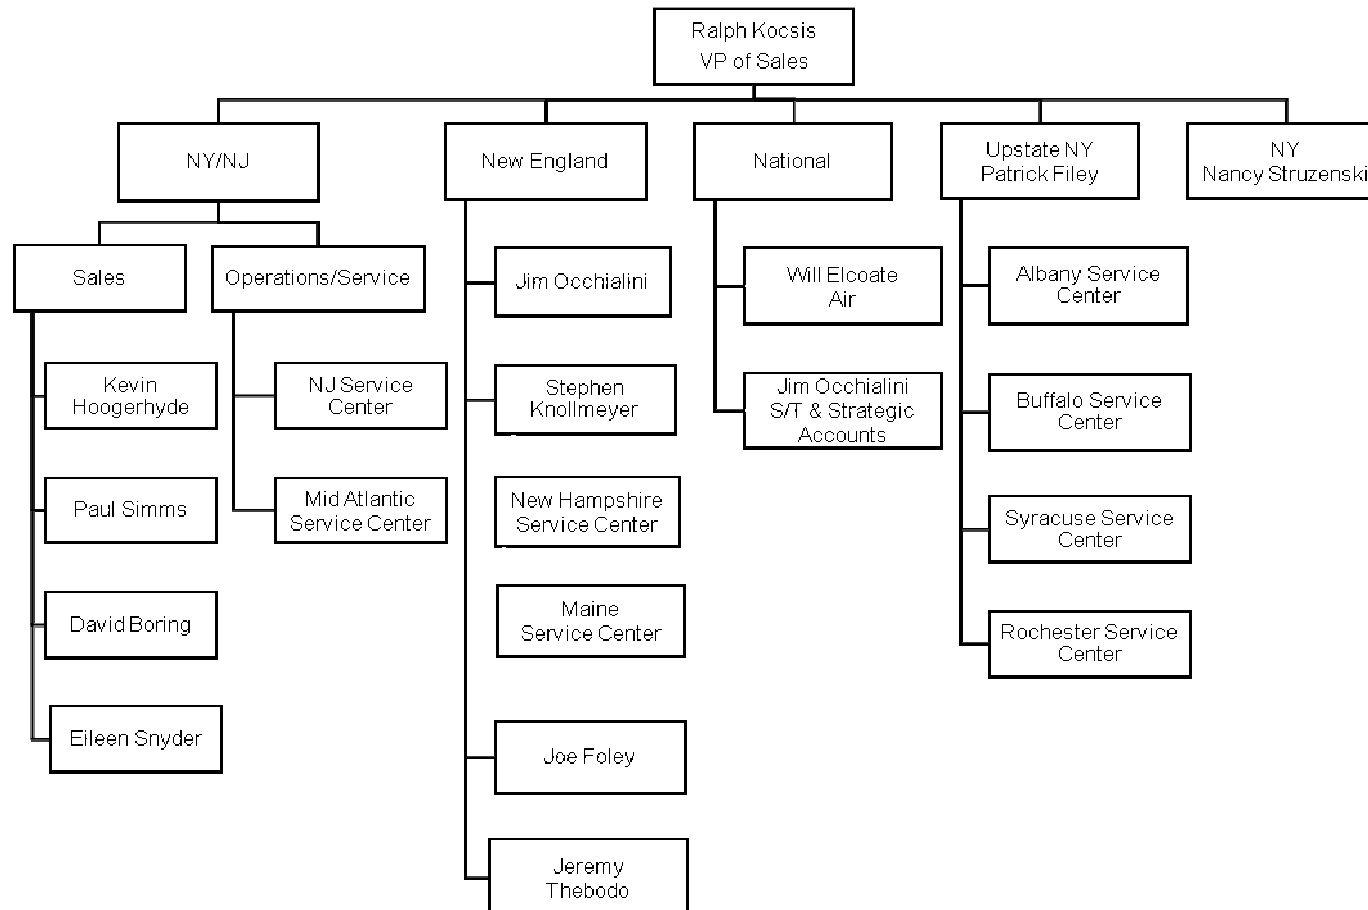 Ralph Kocsis
VP of Sales
NY/NJ
New England
National
Upstate NY
Patrick Filey
NY
Nancy Struzenski
Sales
Operations/Service
Jim Occhialini
Will Elcoate
Air
Albany Service
Center
Kevin
Hoogerhyde
NJ Service
Center
Stephen
Knollmeyer
Jim Occhialini
S/T & Strategic
Accounts
Buffalo Service
Center
Paul Simms
Mid Atlantic
Service Center
New Hampshire
Service Center
Syracuse Service
Center
David Boring
Maine
Service Center
Rochester Service
Center
Eileen Snyder
Joe Foley
Jeremy
Thebodo